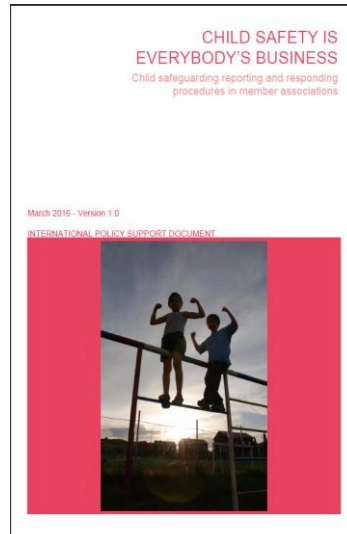 CHILD SAFETY IS
EVERYBODY'S BUSINESS
Child safeguarding reporting and responding
procedures in member associations
March 2016 - Version 1.0
INTERNATIONAL POLICY SUPPORT DOCUMENT